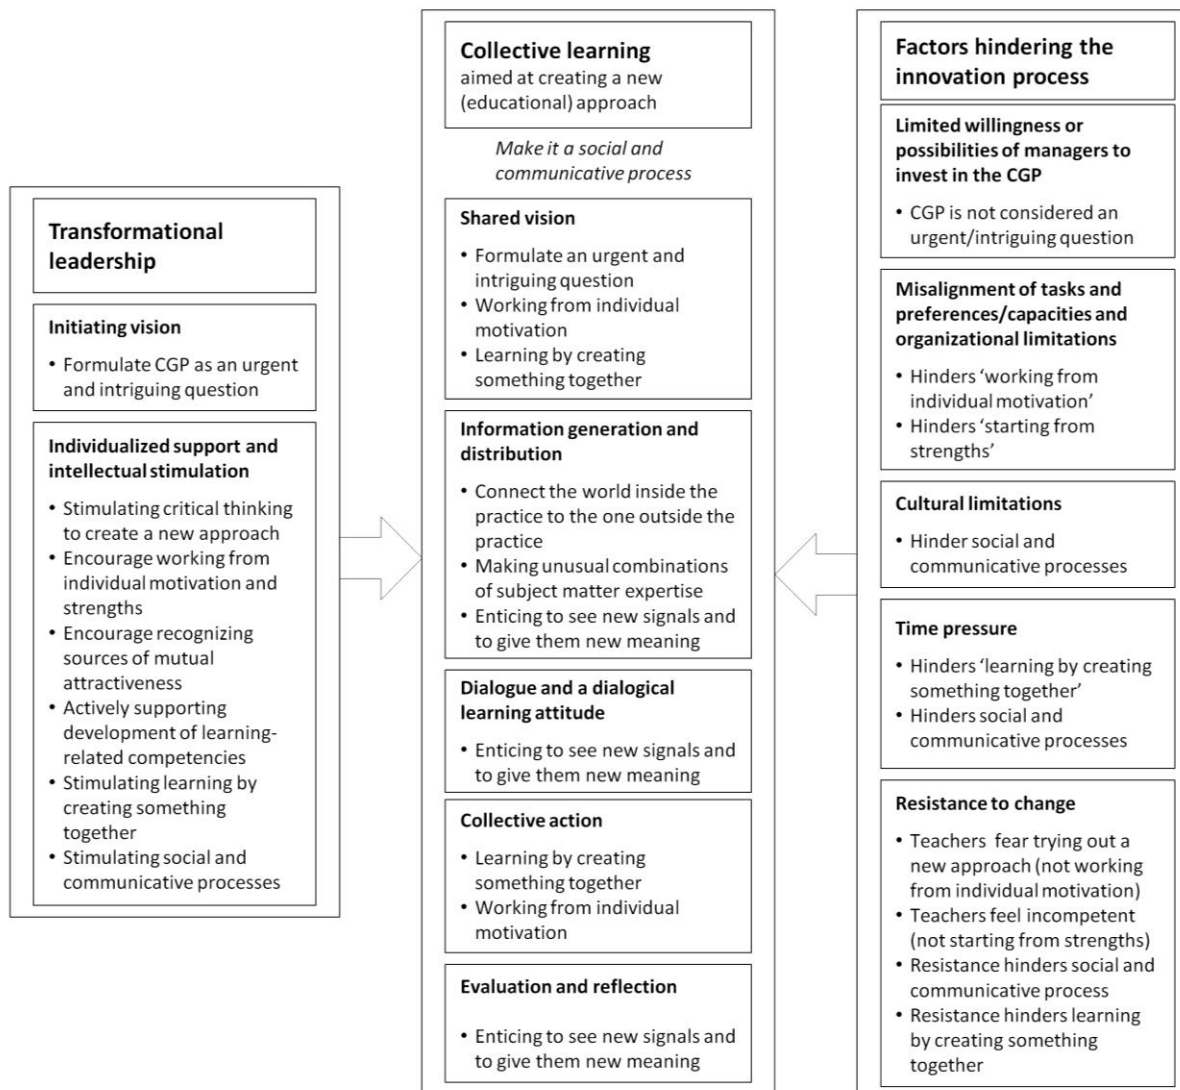 Transformational
leadership
Initiating vision
• Formulate CGP as an urgent
and intriguing question
Individualized support and
intellectual stimulation
• Stimulating critical thinking
to create a new approach
• Encourage working from
individual motivation and
strengths
• Encourage recognizing
sources of mutual
attractiveness
• Actively supporting
development of learning-
related competencies
• Stimulating learning by
creating something
together
• Stimulating social and
communicative processes
Collective learning
aimed at creating a new
(educational) approach
Make it a social and
communicative process
Shared vision
• Formulate an urgent and
intriguing question
• Working from individual
motivation
• Learning by creating
something together
Information generation and
distribution
• Connect the world inside the
practice to the one outside the
practice
• Making unusual combinations
of subject matter expertise
• Enticing to see new signals and
to give them new meaning
Dialogue and a dialogical
learning attitude
• Enticing to see new signals and
to give them new meaning
Collective action
• Learning by creating
something together
• Working from individual
motivation
Evaluation and reflection
• Enticing to see new signals and
to give them new meaning
Factors hindering the
innovation process
Limited willingness or
possibilities of managers to
invest in the CGP
• CGP is not considered an
urgent/intriguing question
Misalignment of tasks and
preferences/capacities and
organizational limitations
• Hinders ‘working from
individual motivation’
• Hinders ‘starting from
strengths’
Cultural limitations
• Hinder social and
communicative processes
Time pressure
• Hinders ‘learning by creating
something together’
• Hinders social and
communicative processes
Resistance to change
• Teachers fear trying out a
new approach (not working
from individual motivation)
• Teachers feel incompetent
(not starting from strengths)
• Resistance hinders social and
communicative process
• Resistance hinders learning
by creating something
together